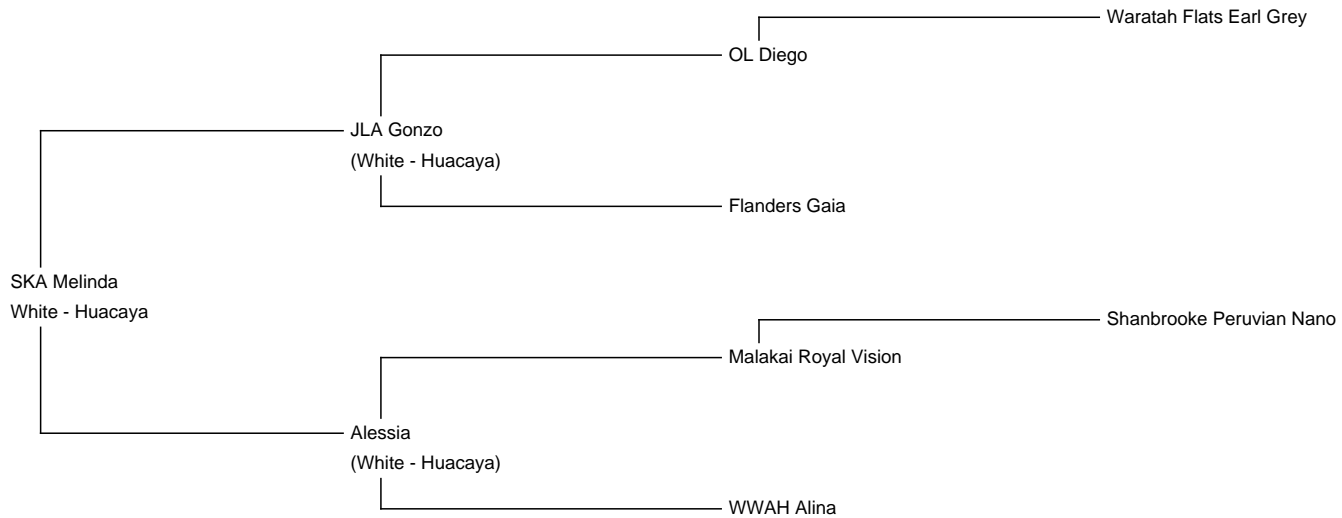 Waratah Flats Earl Grey
OL Diego
JLA Gonzo
(White - Huacaya)
Flanders Gaia
SKA Melinda
White - Huacaya
Shanbrooke Peruvian Nano
Malakai Royal Vision
Alessia
(White - Huacaya)
WWAH Alina